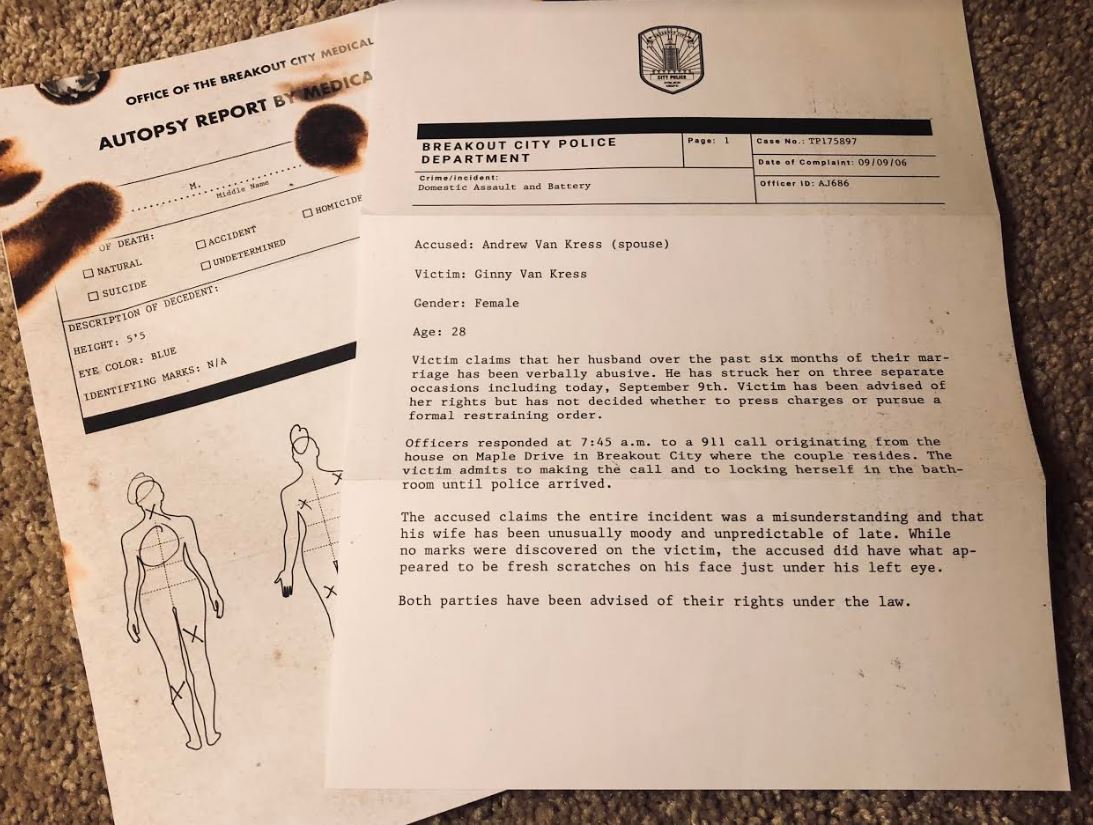 OFFICE OF THE BREAKOUT CITY MEDICAL
AUTOPSY REPORT BY MEDICA
M.
Middle Name
OF DEATH:
☐ NATURAL
☐ ACCIDENT
☐ HOMICIDE
☐ SUICIDE
☐ UNDETERMINED
DESCRIPTION OF DECEDENT:
HEIGHT: 5'5
EYE COLOR: BLUE
IDENTIFYING MARKS: N/A
CITY POLICE
BREAKOUT CITY POLICE
DEPARTMENT
Page: 1
Case No.: TP175897
Date of Complaint: 09/09/06
Officer ID: AJ686
Crime/incident:
Domestic Assault and Battery
Accused: Andrew Van Kress (spouse)
Victim: Ginny Van Kress
Gender: Female
Age: 28
Victim claims that her husband over the past six months of their mar-
riage has been verbally abusive. He has struck her on three separate
occasions including today, September 9th. Victim has been advised of
her rights but has not decided whether to press charges or pursue a
formal restraining order.
Officers responded at 7:45 a.m. to a 911 call originating from the
house on Maple Drive in Breakout City where the couple resides. The
victim admits to making the call and to locking herself in the bath-
room until police arrived.
The accused claims the entire incident was a misunderstanding and that
his wife has been unusually moody and unpredictable of late. While
no marks were discovered on the victim, the accused did have what ap-
peared to be fresh scratches on his face just under his left eye.
Both parties have been advised of their rights under the law.